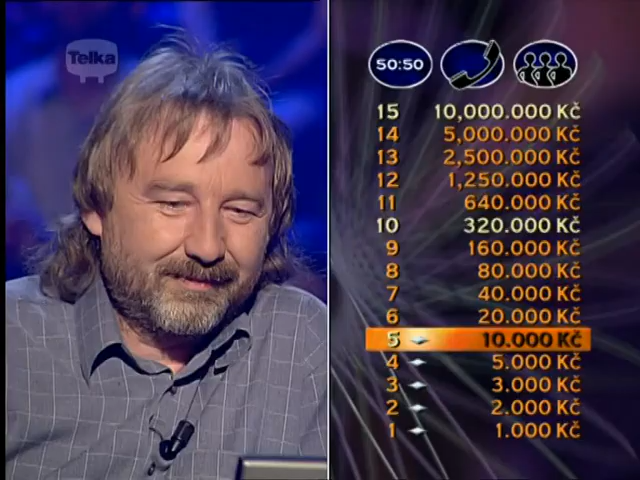 Telka
50:50
15 10,000.000 Kč
14 5,000.000 Kč
13 2,500.000 Kč
12 1,250.000 Kč
11 640.000 Kč
10 320.000 Kč
9 160.000 Kč
8 80.000 Kč
7 40.000 Kč
6 20.000 Kč
5 10.000 Kč
4 5.000 Kč
3 3.000 Kč
2 2.000 Kč
1 1.000 Kč